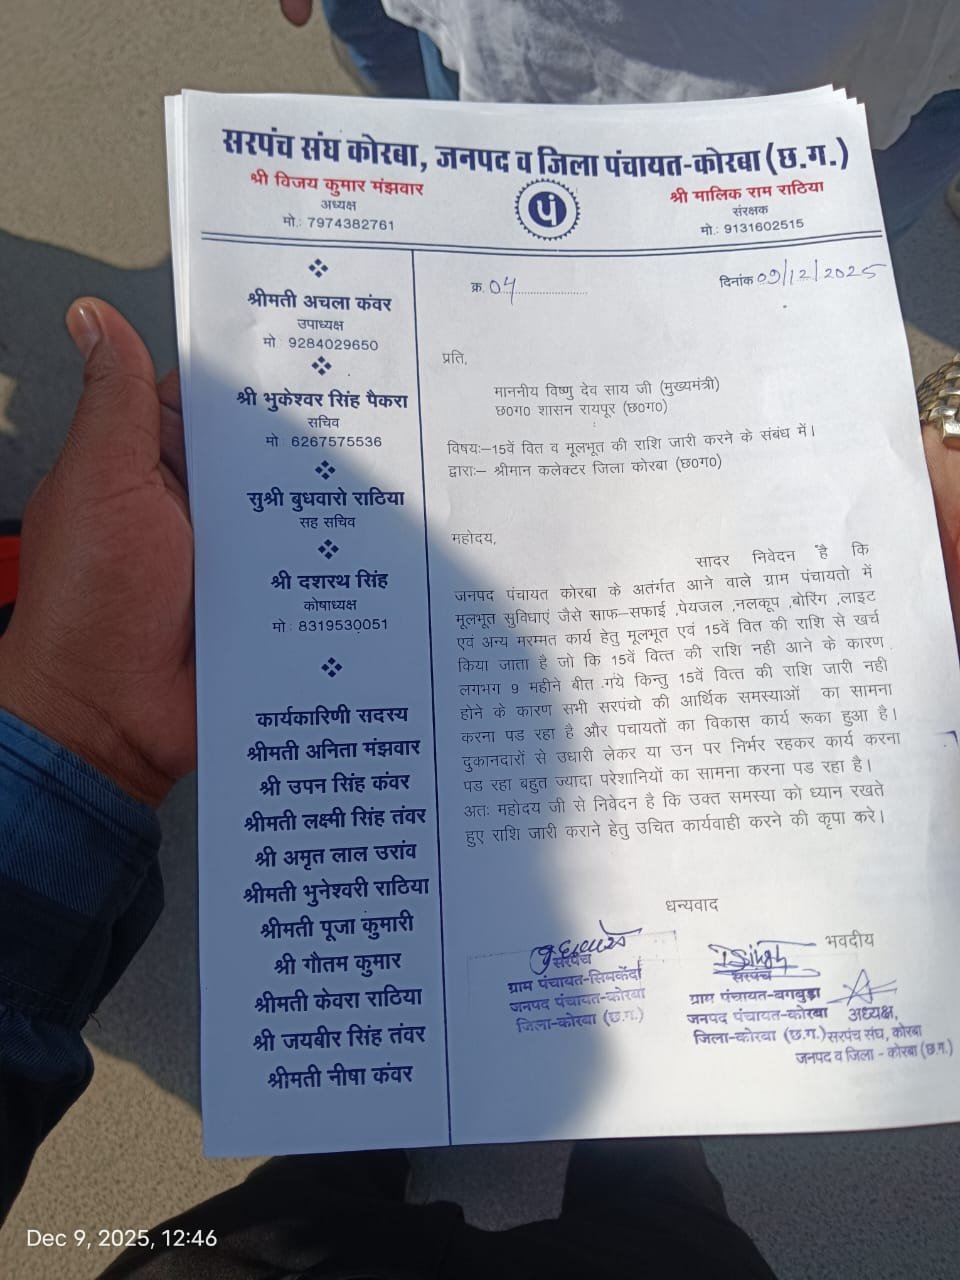 सरपंच संघ कोरबा, जनपद व जिला पंचायत-कोरबा (छ.ग.)
श्री विजय कुमार मंझवार
अध्यक्ष
मो.: 7974382761
पं
श्री मालिक राम राठिया
संरक्षक
मो.: 9131602515
श्रीमती अचला कंवर
उपाध्यक्ष
मो 9284029650
श्री भुकेश्वर सिंह पैकरा
सचिव
मो : 6267575536
सुश्री बुधवारो राठिया
सह सचिव
श्री दशरथ सिंह
कोषाध्यक्ष
मो : 8319530051
कार्यकारिणी सदस्य
श्रीमती अनिता मंझवार
श्री उपन सिंह कंवर
श्रीमती लक्ष्मी सिंह तंवर
श्री अमृत लाल उरांव
श्रीमती भुनेश्वरी राठिया
श्रीमती पूजा कुमारी
श्री गौतम कुमार
श्रीमती केवरा राठिया
श्री जयबीर सिंह तंवर
श्रीमती नीषा कंवर
क्र. 04
दिनांक 09/12/2025
प्रति,
माननीय विष्णु देव साय जी (मुख्यमंत्री)
छ0ग0 शासन रायपुर (छ0ग0)
विषयः–15वें वित व मूलभूत की राशि जारी करने के संबंध में।
द्वाराः– श्रीमान कलेक्टर जिला कोरबा (छ0ग0)
महोदय,
सादर निवेदन है कि
जनपद पंचायत कोरबा के अतंर्गत आने वाले ग्राम पंचायतो में
मूलभूत सुविधाएं जैसे साफ–सफाई ,पेयजल ,नलकूप ,बोरिंग ,लाइट
एवं अन्य मरम्मत कार्य हेतु मूलभूत एवं 15वें वित की राशि से खर्च
किया जाता है जो कि 15वें वित्त की राशि नही आने के कारण
लगभग 9 महीने बीत गये किन्तु 15वें वित्त की राशि जारी नही
होने के कारण सभी सरपंचो की आर्थिक समस्याओं का सामना
करना पड रहा है और पचायतों का विकास कार्य रूका हुआ है।
दुकानदारों से उधारी लेकर या उन पर निर्भर रहकर कार्य करना
पड रहा बहुत ज्यादा परेशानियों का सामना करना पड रहा है।
अतः महोदय जी से निवेदन है कि उक्त समस्या को ध्यान रखते
हुए राशि जारी कराने हेतु उचित कार्यवाही करने की कृपा करे।
धन्यवाद
भवदीय
सरपंच
ग्राम पंचायत-सिमकेंदा
जनपद पंचायत-कोरबा
जिला-कोरबा (छ.ग.)
सरपंच
ग्राम पंचायत-बगबुड़ा
जनपद पंचायत-कोरबा
जिला-कोरबा (छ.ग.)
अध्यक्ष,
सरपंच संघ, कोरबा
जनपद व जिला - कोरबा (छ.ग.)
Dec 9, 2025, 12:46